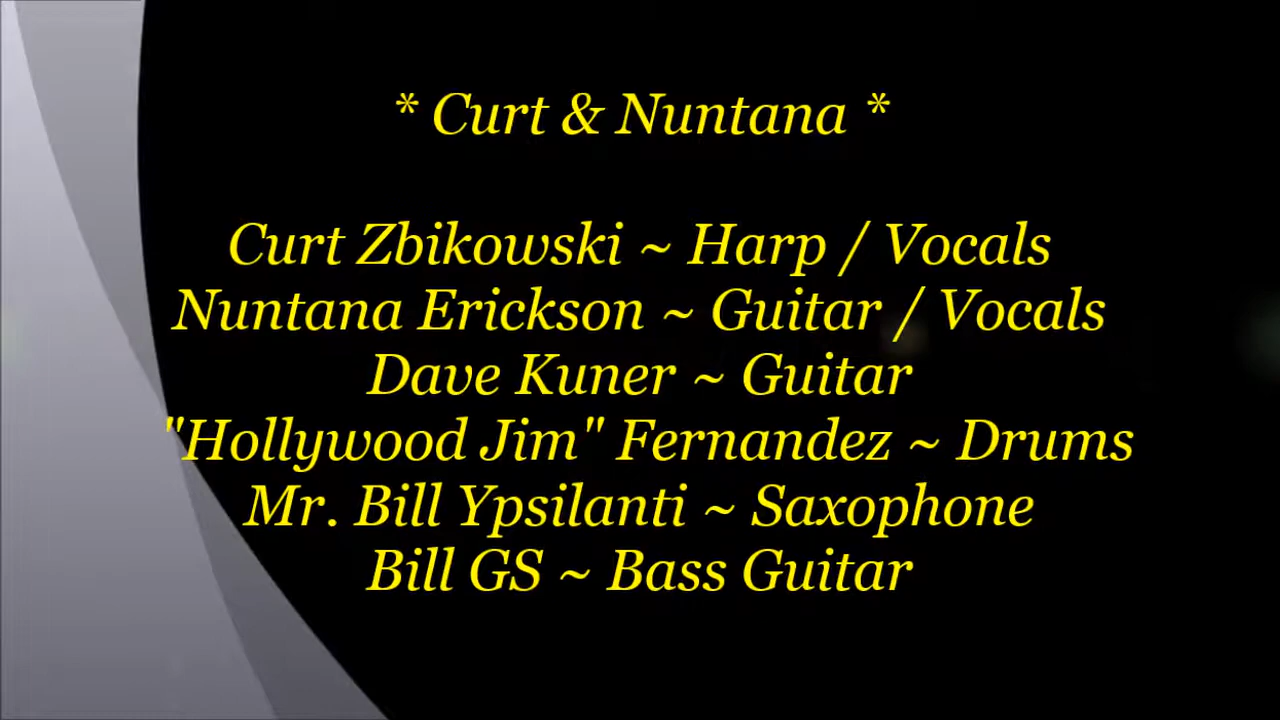 * Curt & Nuntana *
Curt Zbikowski ~ Harp / Vocals
Nuntana Erickson ~ Guitar / Vocals
Dave Kuner ~ Guitar
"Hollywood Jim" Fernandez ~ Drums
Mr. Bill Ypsilanti ~ Saxophone
Bill GS ~ Bass Guitar